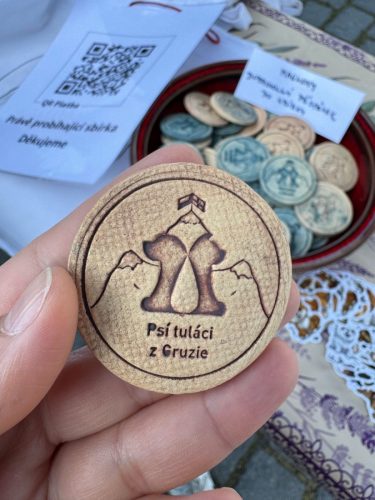 QR Platba
Právě probíhající sbírka
Děkujeme
Psí tuláci
z Gruzie